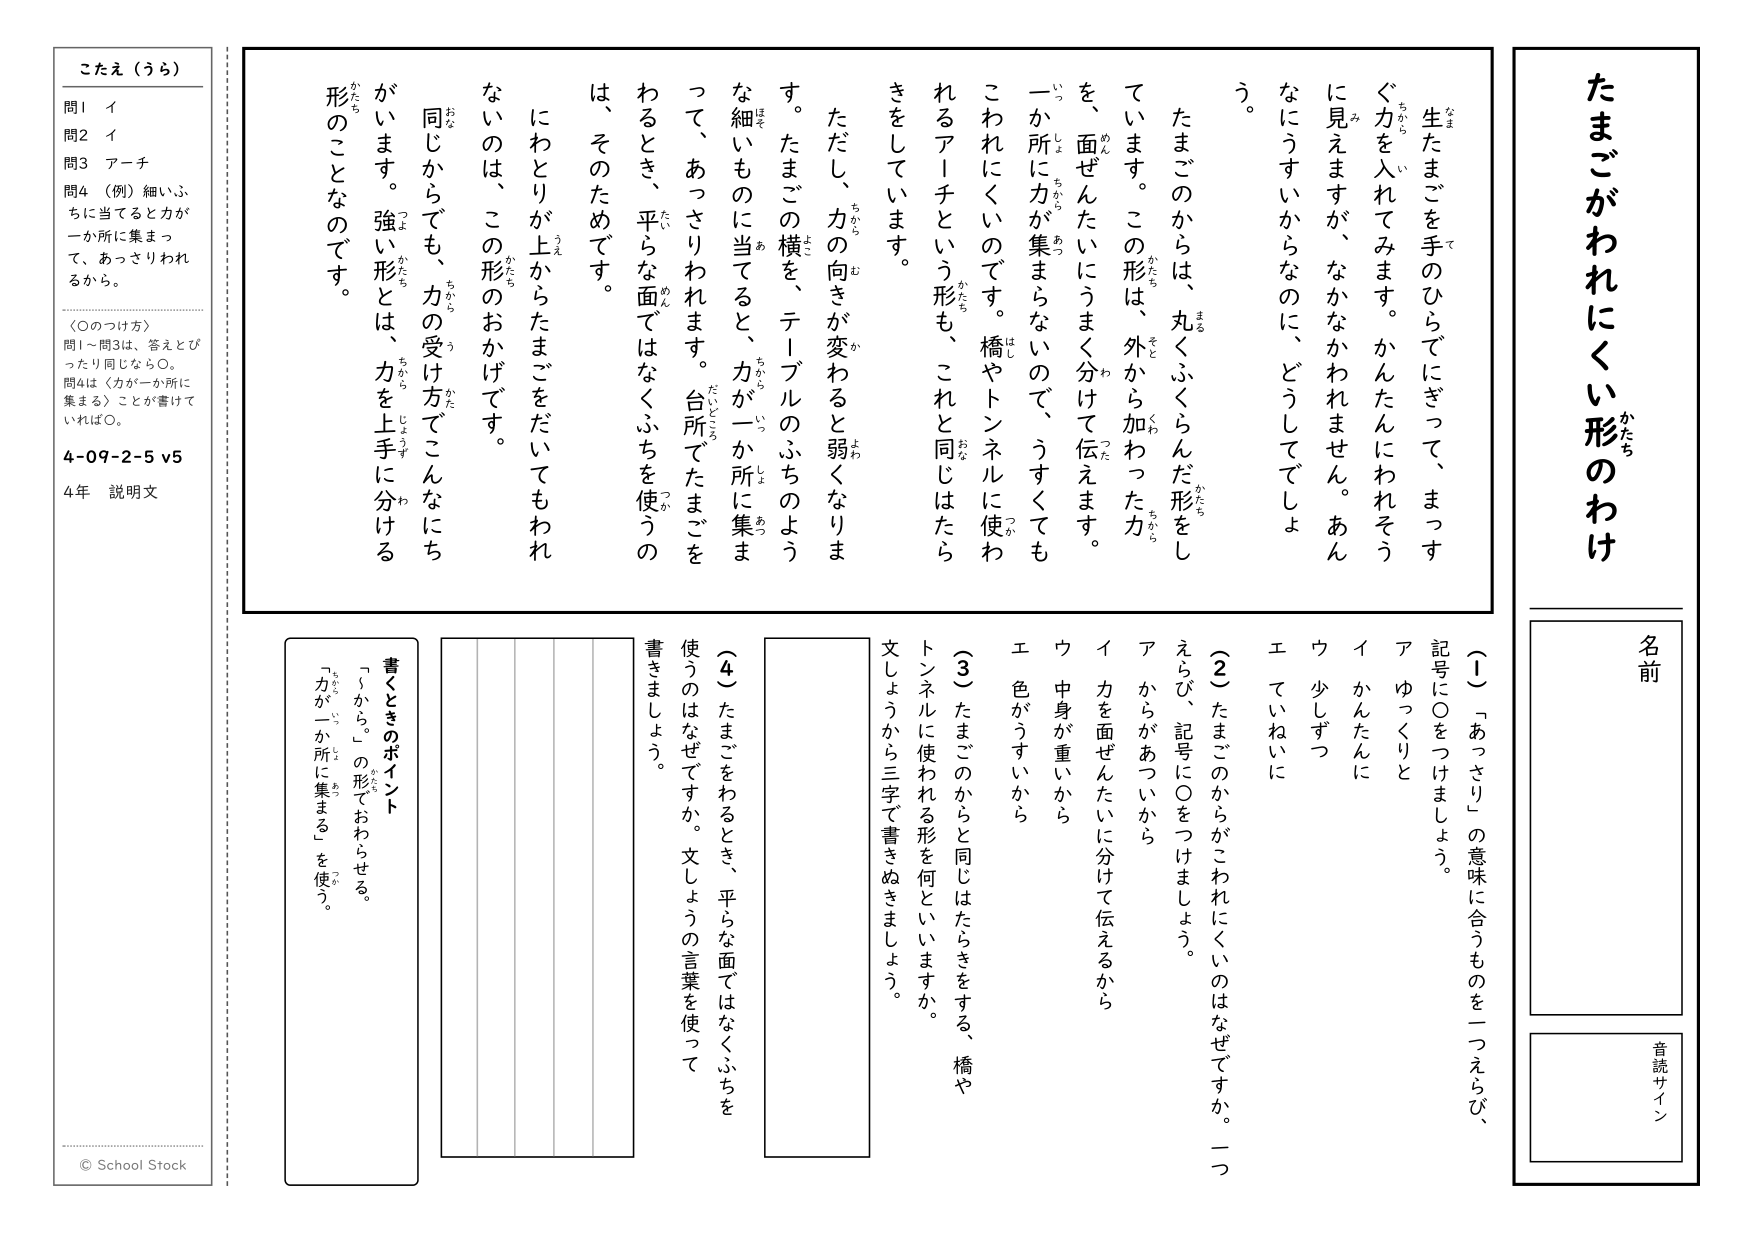 たまごがわれにくい形のわけ
かたち
名前
音読サイン
生たまごを手のひらでにぎって、まっす
ぐ力を入れてみます。かんたんにわれそう
に見えますが、なかなかわれません。あん
なにうすいからなのに、どうしてでしょ
う。
たまごのからは、丸くふくらんだ形をし
ています。この形は、外から加わった力
を、面ぜんたいにうまく分けて伝えます。
一か所に力が集まらないので、うすくても
こわれにくいのです。橋やトンネルに使わ
れるアーチという形も、これと同じはたら
きをしています。
ただし、力の向きが変わると弱くなりま
す。たまごの横を、テーブルのふちのよう
な細いものに当てると、力が一か所に集ま
って、あっさりわれます。台所でたまごを
わるとき、平らな面ではなくふちを使うの
は、そのためです。
にわとりが上からたまごをだいてもわれ
ないのは、この形のおかげです。
同じからでも、力の受け方でこんなにち
がいます。強い形とは、力を上手に分ける
形のことなのです。
(1)「あっさり」の意味に合うものを一つえらび、
記号に○をつけましょう。
ア ゆっくりと
イ かんたんに
ウ 少しずつ
エ ていねいに
(2)たまごのからがこわれにくいのはなぜですか。一つ
えらび、記号に○をつけましょう。
ア からがあついから
イ 力を面ぜんたいに分けて伝えるから
ウ 中身が重いから
エ 色がうすいから
(3)たまごのからと同じはたらきをする、橋や
トンネルに使われる形を何といいますか。
文しょうから三字で書きぬきましょう。
(4)たまごをわるとき、平らな面ではなくふちを
使うのはなぜですか。文しょうの言葉を使って
書きましょう。
書くときのポイント
「〜から。」の形でおわらせる。
「力が一か所に集まる」を使う。
こたえ(うら)
問1 イ
問2 イ
問3 アーチ
問4 (例)細いふ
ちに当てると力が
一か所に集まっ
て、あっさりわれ
るから。
〈○のつけ方〉
問1〜問3は、答えとぴ
ったり同じなら○。
問4は〈力が一か所に
集まる〉ことが書けて
いれば○。
4-09-2-5 v5
4年 説明文
© School Stock